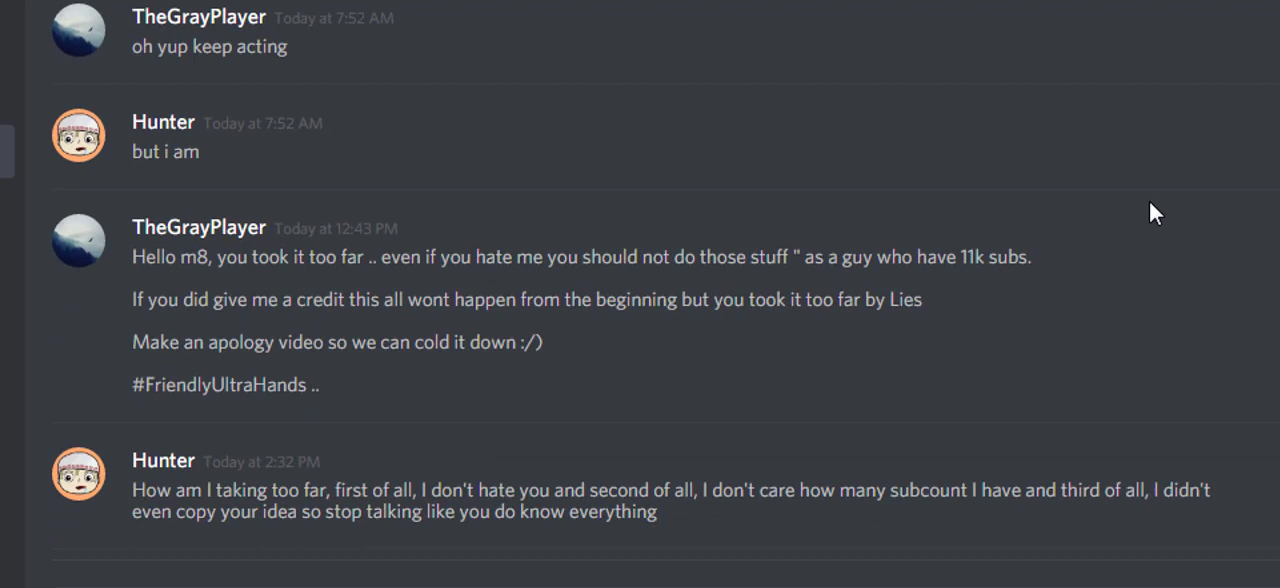 TheGrayPlayer Today at 7:52 AM
oh yup keep acting
Hunter Today at 7:52 AM
but i am
TheGrayPlayer Today at 12:43 PM
Hello m8, you took it too far .. even if you hate me you should not do those stuff " as a guy who have 11k subs.
If you did give me a credit this all wont happen from the beginning but you took it too far by Lies
Make an apology video so we can cold it down :/)
#FriendlyUltraHands ..
Hunter Today at 2:32 PM
How am I taking too far, first of all, I don't hate you and second of all, I don't care how many subcount I have and third of all, I didn't
even copy your idea so stop talking like you do know everything